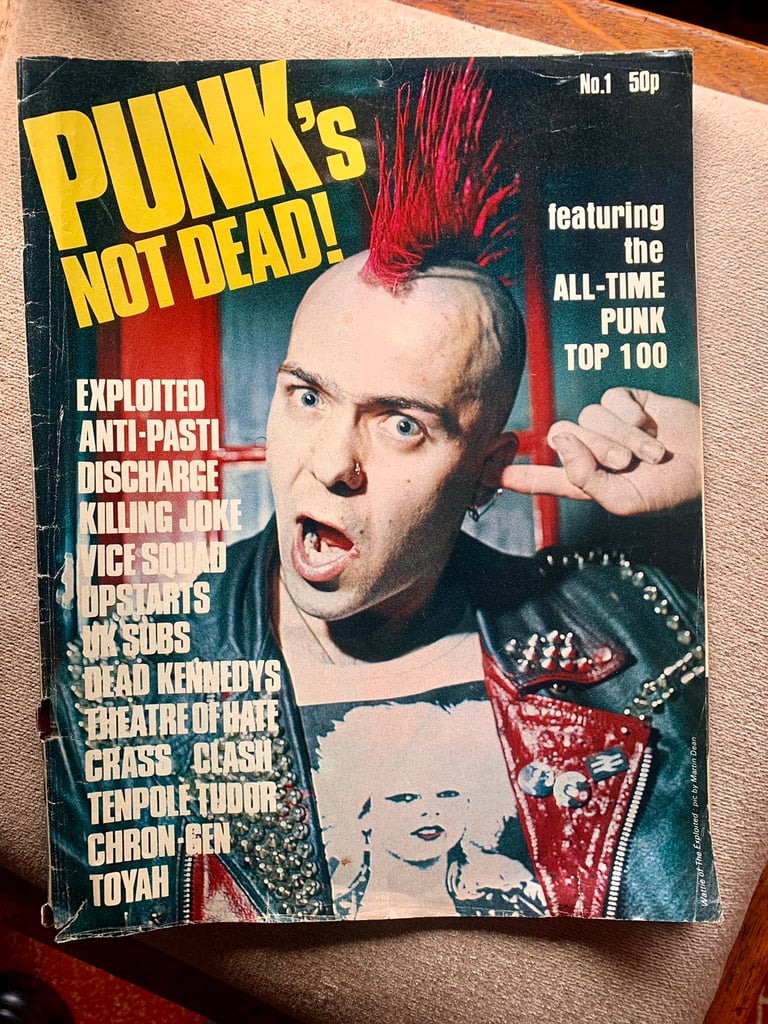 PUNK's
NOT DEAD!
No.1 50p
featuring
the
ALL-TIME
PUNK
TOP 100
EXPLOITED
ANTI-PASTI
DISCHARGE
KILLING JOKE
VICE SQUAD
UPSTARTS
UK SUBS
DEAD KENNEDYS
THEATRE OF HATE
CRASS CLASH
TENPOLE TUDOR
CHRON-GEN
TOYAH
Wattie of The Exploited · pic by Martin Dean